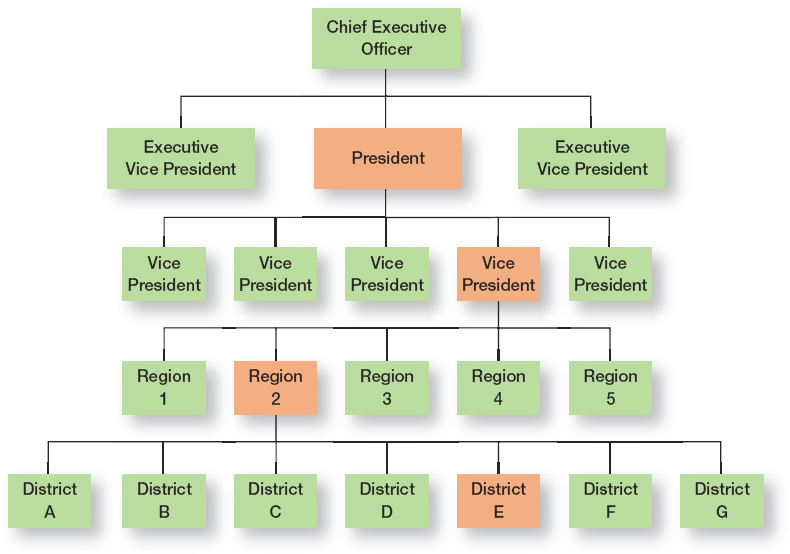 Chief Executive
Officer
Executive
Vice President
President
Executive
Vice President
Vice
President
Vice
President
Vice
President
Vice
President
Vice
President
Region
1
Region
2
Region
3
Region
4
Region
5
District
A
District
B
District
C
District
D
District
E
District
F
District
G